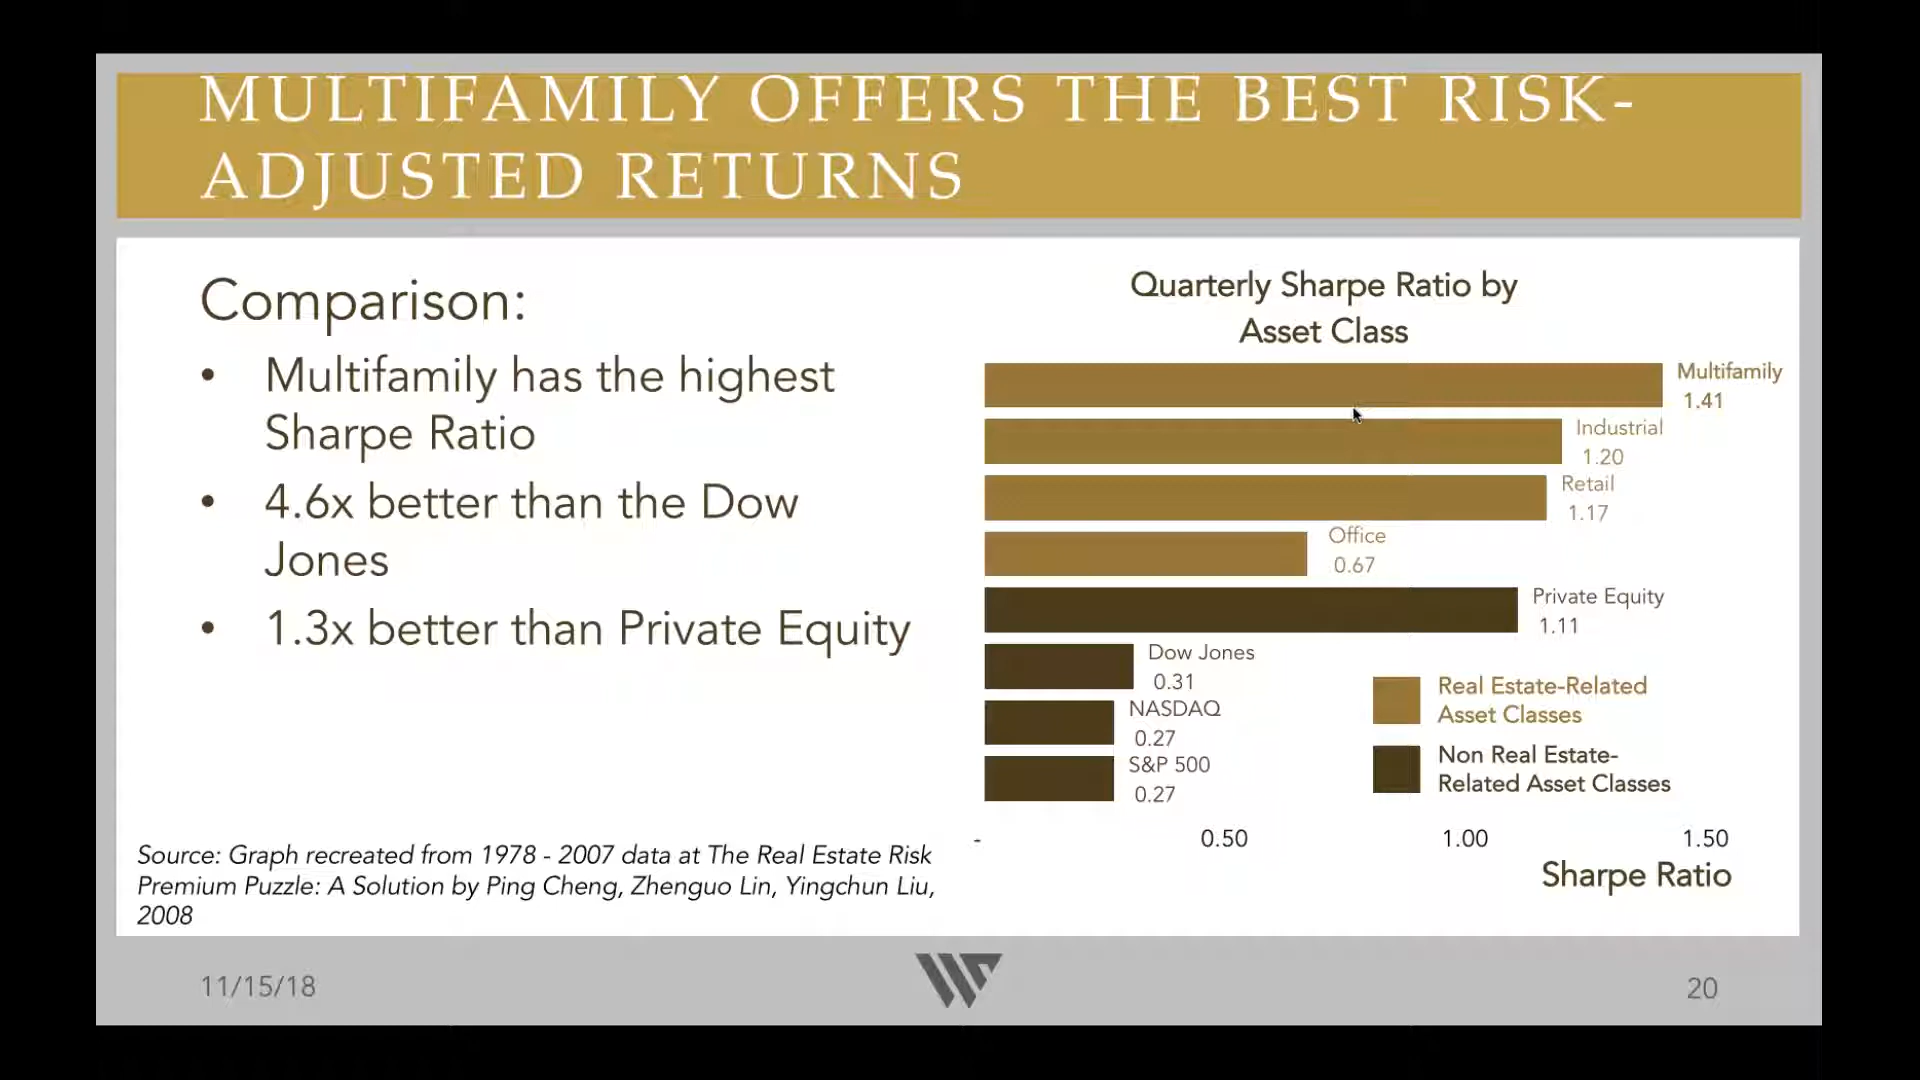 MULTIFAMILY OFFERS THE BEST RISK-
ADJUSTED RETURNS
Comparison:
• Multifamily has the highest
Sharpe Ratio
• 4.6x better than the Dow
Jones
• 1.3x better than Private Equity
Source: Graph recreated from 1978 - 2007 data at The Real Estate Risk
Premium Puzzle: A Solution by Ping Cheng, Zhenguo Lin, Yingchun Liu,
2008
Quarterly Sharpe Ratio by
Asset Class
Multifamily
1.41
Industrial
1.20
Retail
1.17
Office
0.67
Private Equity
1.11
Dow Jones
0.31
NASDAQ
0.27
S&P 500
0.27
Real Estate-Related
Asset Classes
Non Real Estate-
Related Asset Classes
- 0.50 1.00 1.50
Sharpe Ratio
11/15/18
20